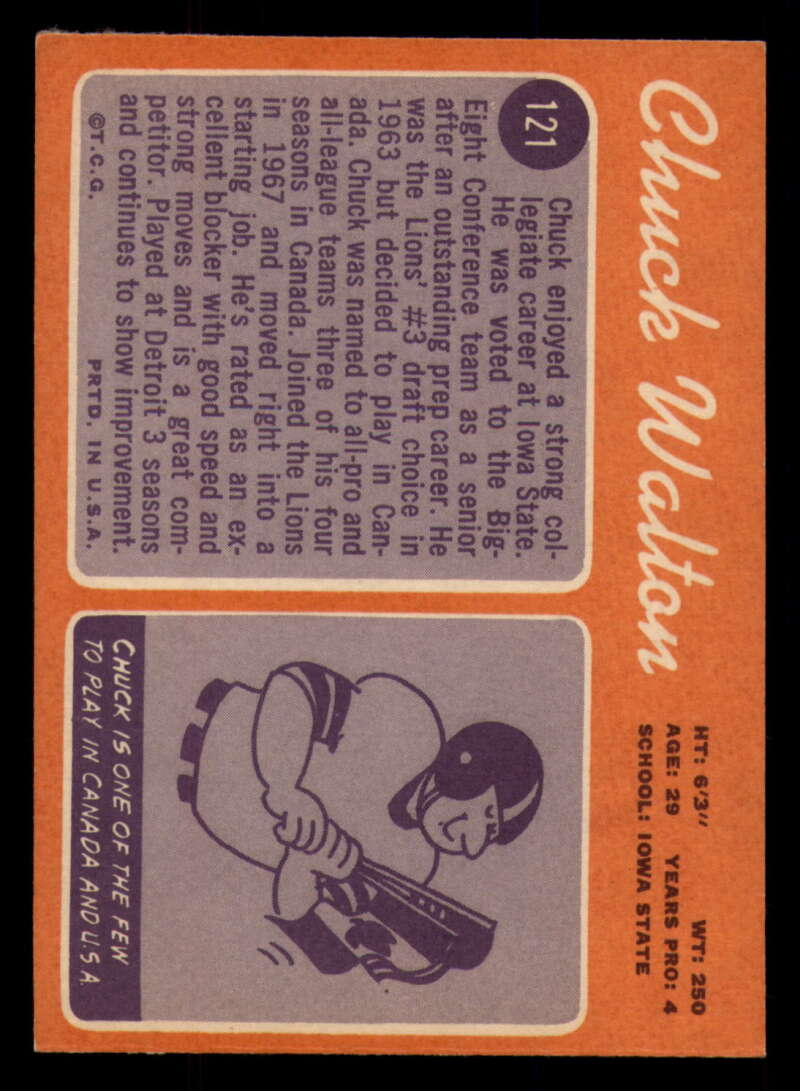 Chuck Walton
HT: 6'3" WT: 250
AGE: 29 YEARS PRO: 4
SCHOOL: IOWA STATE
121
Chuck enjoyed a strong col-
legiate career at Iowa State.
He was voted to the Big-
Eight Conference team as a senior
after an outstanding prep career. He
was the Lions' #3 draft choice in
1963 but decided to play in Can-
ada. Chuck was named to all-pro and
all-league teams three of his four
seasons in Canada. Joined the Lions
in 1967 and moved right into a
starting job. He's rated as an ex-
cellent blocker with good speed and
strong moves and is a great com-
petitor. Played at Detroit 3 seasons
and continues to show improvement.
©T.C.G. PRTD. IN U.S.A.
CHUCK IS ONE OF THE FEW
TO PLAY IN CANADA AND U.S.A.